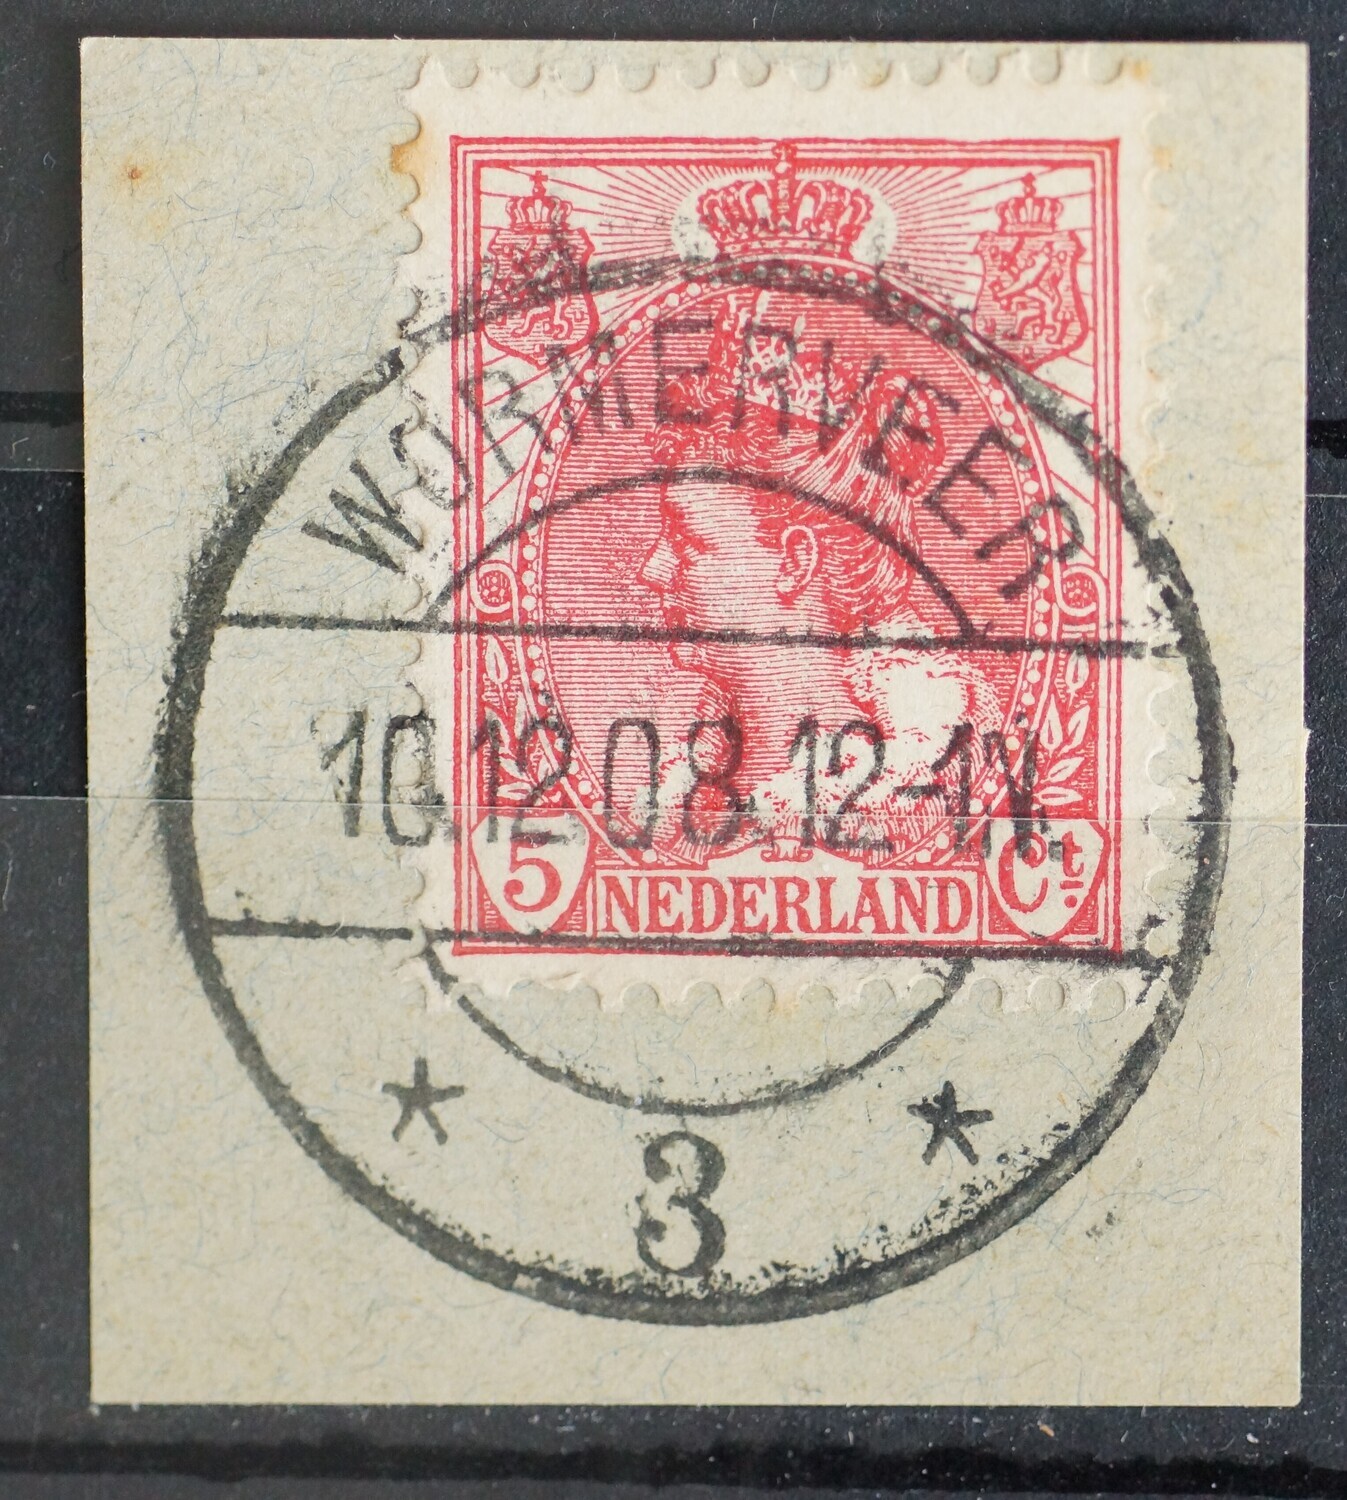 WORMERVEER
10.12.08.12-1N.
5 NEDERLAND Ct.
3